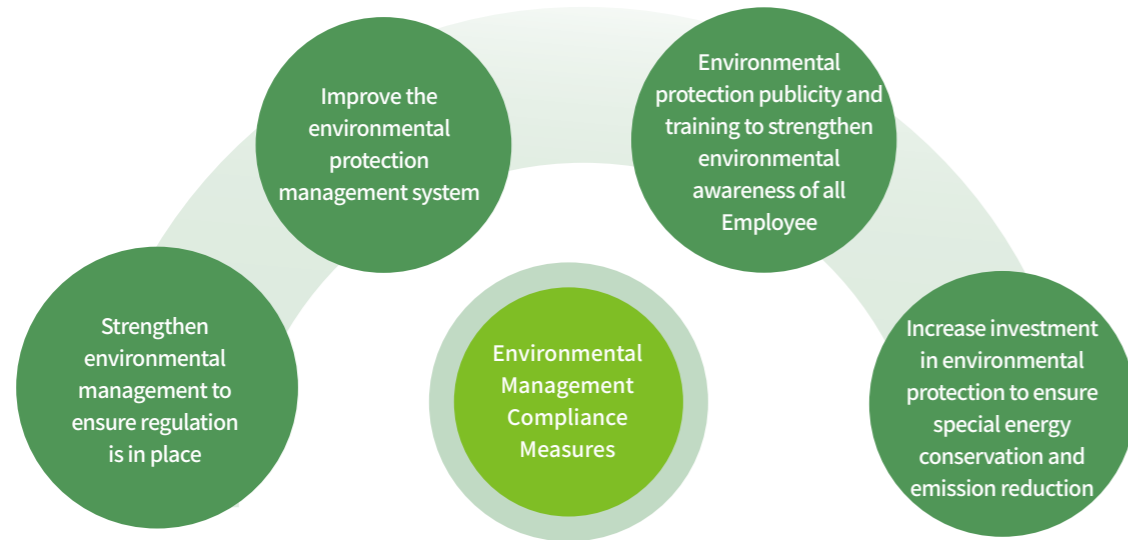 Improve the
environmental
protection
management system
Environmental
protection publicity and
training to strengthen
environmental
awareness of all
Employee
Strengthen
environmental
management to
ensure regulation
is in place
Environmental
Management
Compliance
Measures
Increase investment
in environmental
protection to ensure
special energy
conservation and
emission reduction